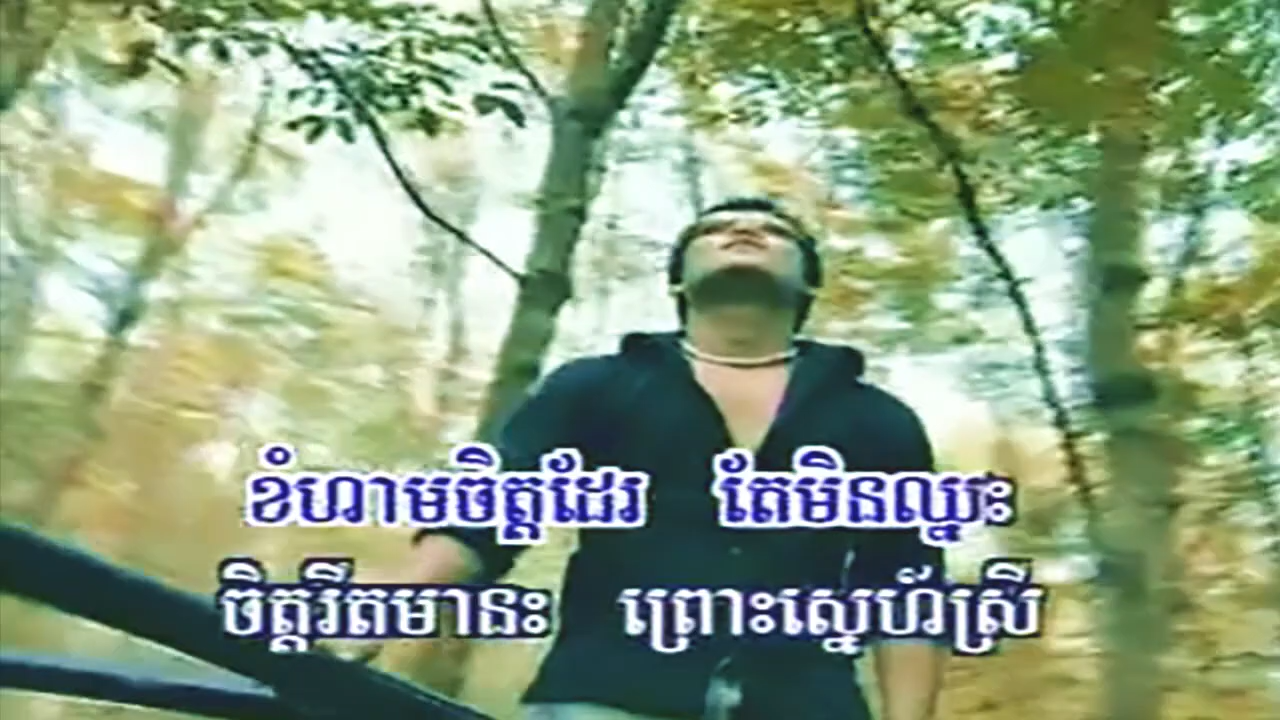 ខំហាមចិត្តដែរ តែមិនឈ្នះ
ចិត្តរឹតមានះ ព្រោះស្នេហ៍ស្រី